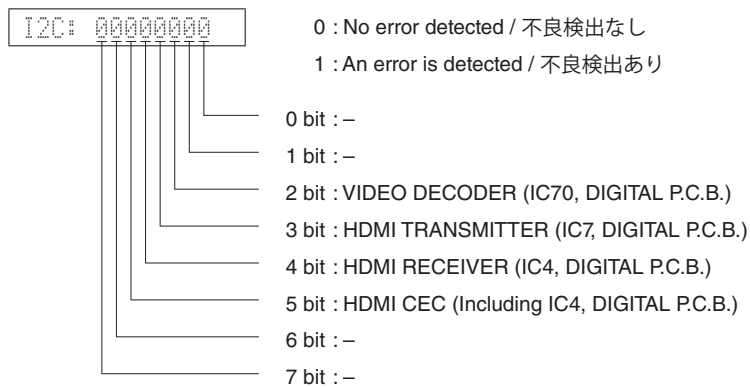 I2C: 00000000
0 : No error detected / 不良検出なし
1 : An error is detected / 不良検出あり
0 bit : –
1 bit : –
2 bit : VIDEO DECODER (IC70, DIGITAL P.C.B.)
3 bit : HDMI TRANSMITTER (IC7, DIGITAL P.C.B.)
4 bit : HDMI RECEIVER (IC4, DIGITAL P.C.B.)
5 bit : HDMI CEC (Including IC4, DIGITAL P.C.B.)
6 bit : –
7 bit : –